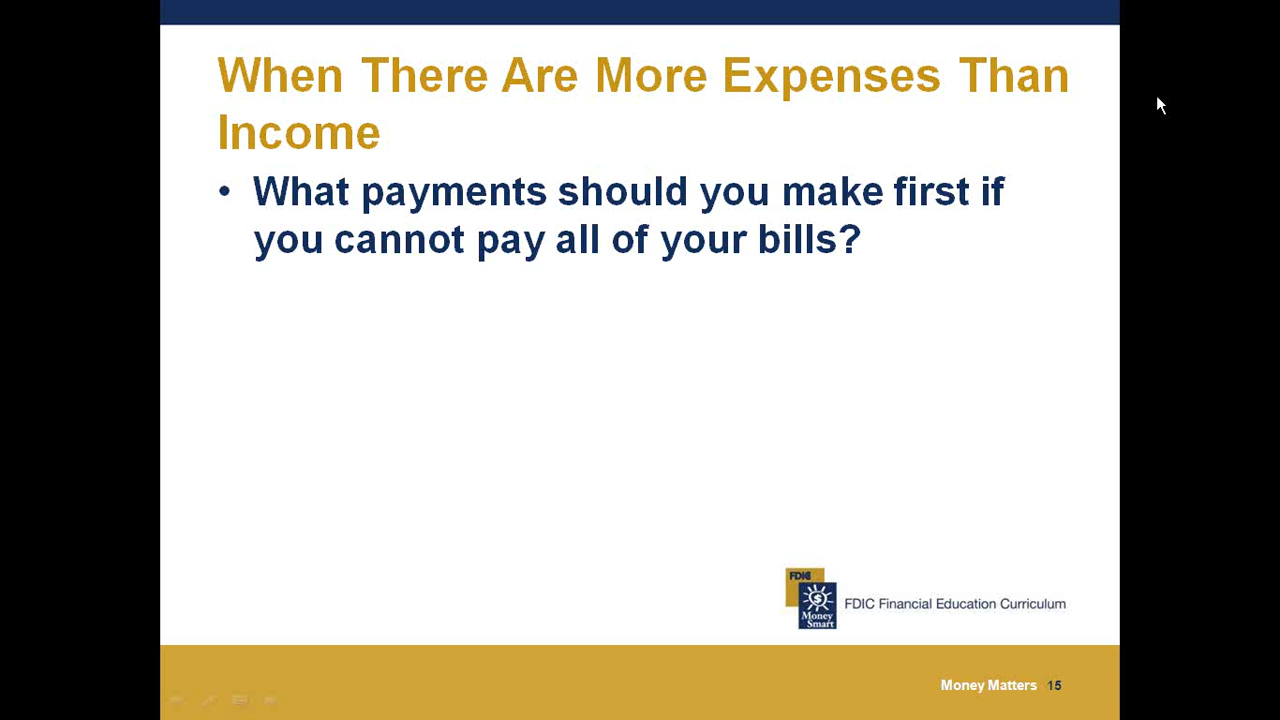 When There Are More Expenses Than
Income
• What payments should you make first if
you cannot pay all of your bills?
FDIC
Money
Smart
FDIC Financial Education Curriculum
Money Matters 15